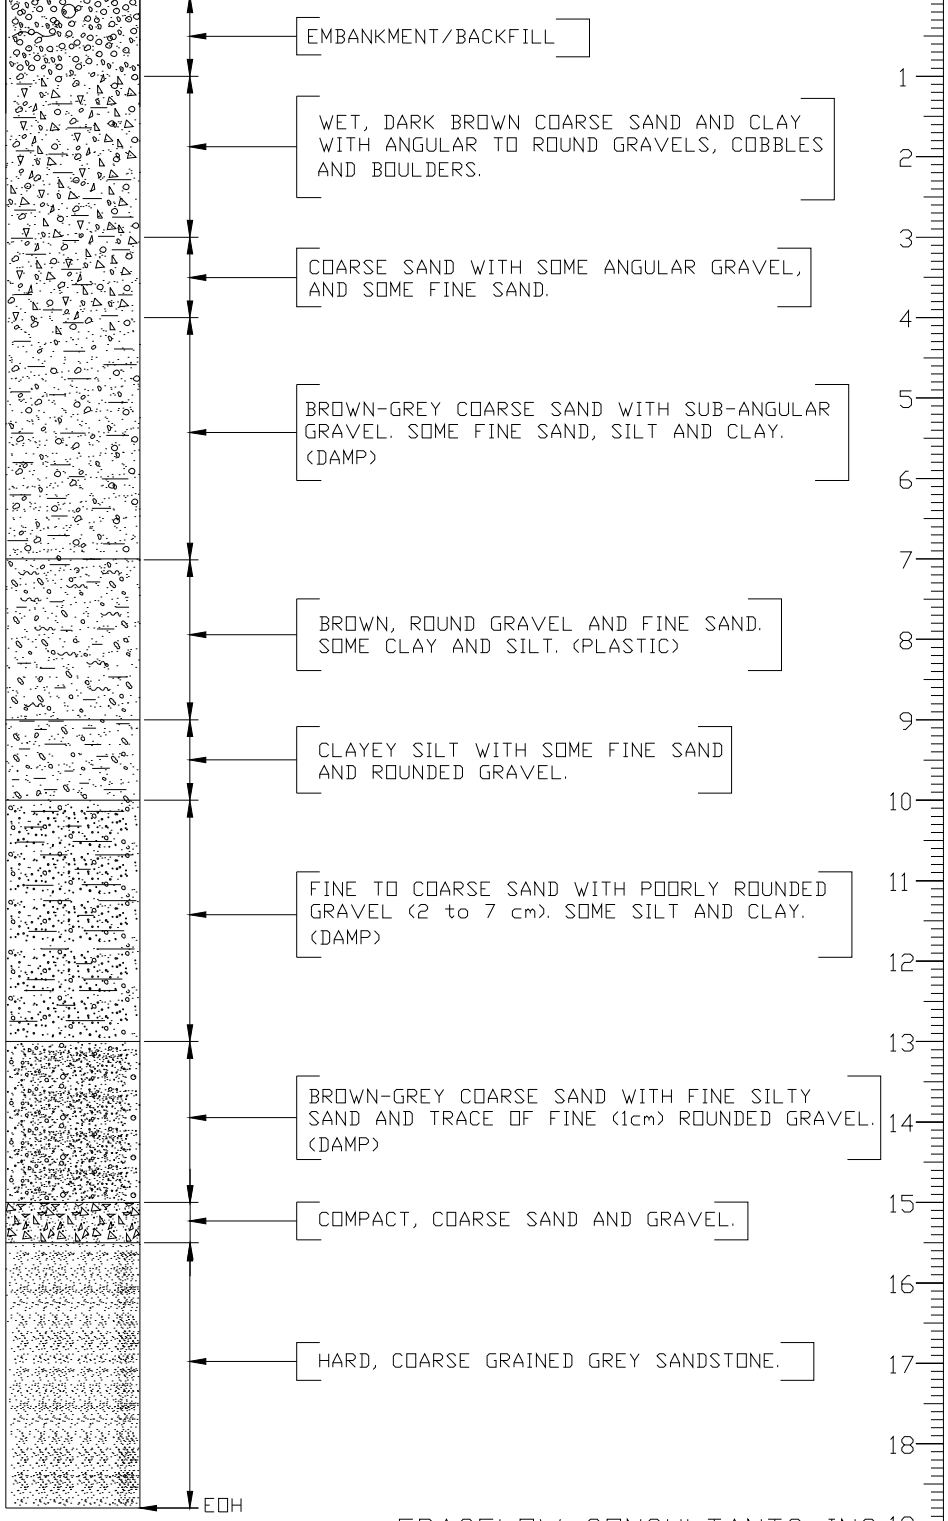 EMBANKMENT/BACKFILL
1
WET, DARK BROWN COARSE SAND AND CLAY
WITH ANGULAR TO ROUND GRAVELS, COBBLES
AND BOULDERS.
2
3
COARSE SAND WITH SOME ANGULAR GRAVEL,
AND SOME FINE SAND.
4
5
BROWN-GREY COARSE SAND WITH SUB-ANGULAR
GRAVEL. SOME FINE SAND, SILT AND CLAY.
(DAMP)
6
7
BROWN, ROUND GRAVEL AND FINE SAND.
SOME CLAY AND SILT. (PLASTIC)
8
9
CLAYEY SILT WITH SOME FINE SAND
AND ROUNDED GRAVEL.
10
11
FINE TO COARSE SAND WITH POORLY ROUNDED
GRAVEL (2 to 7 cm). SOME SILT AND CLAY.
(DAMP)
12
13
BROWN-GREY COARSE SAND WITH FINE SILTY
SAND AND TRACE OF FINE (1cm) ROUNDED GRAVEL.
(DAMP)
14
15
COMPACT, COARSE SAND AND GRAVEL.
16
HARD, COARSE GRAINED GREY SANDSTONE.
17
18
EOH